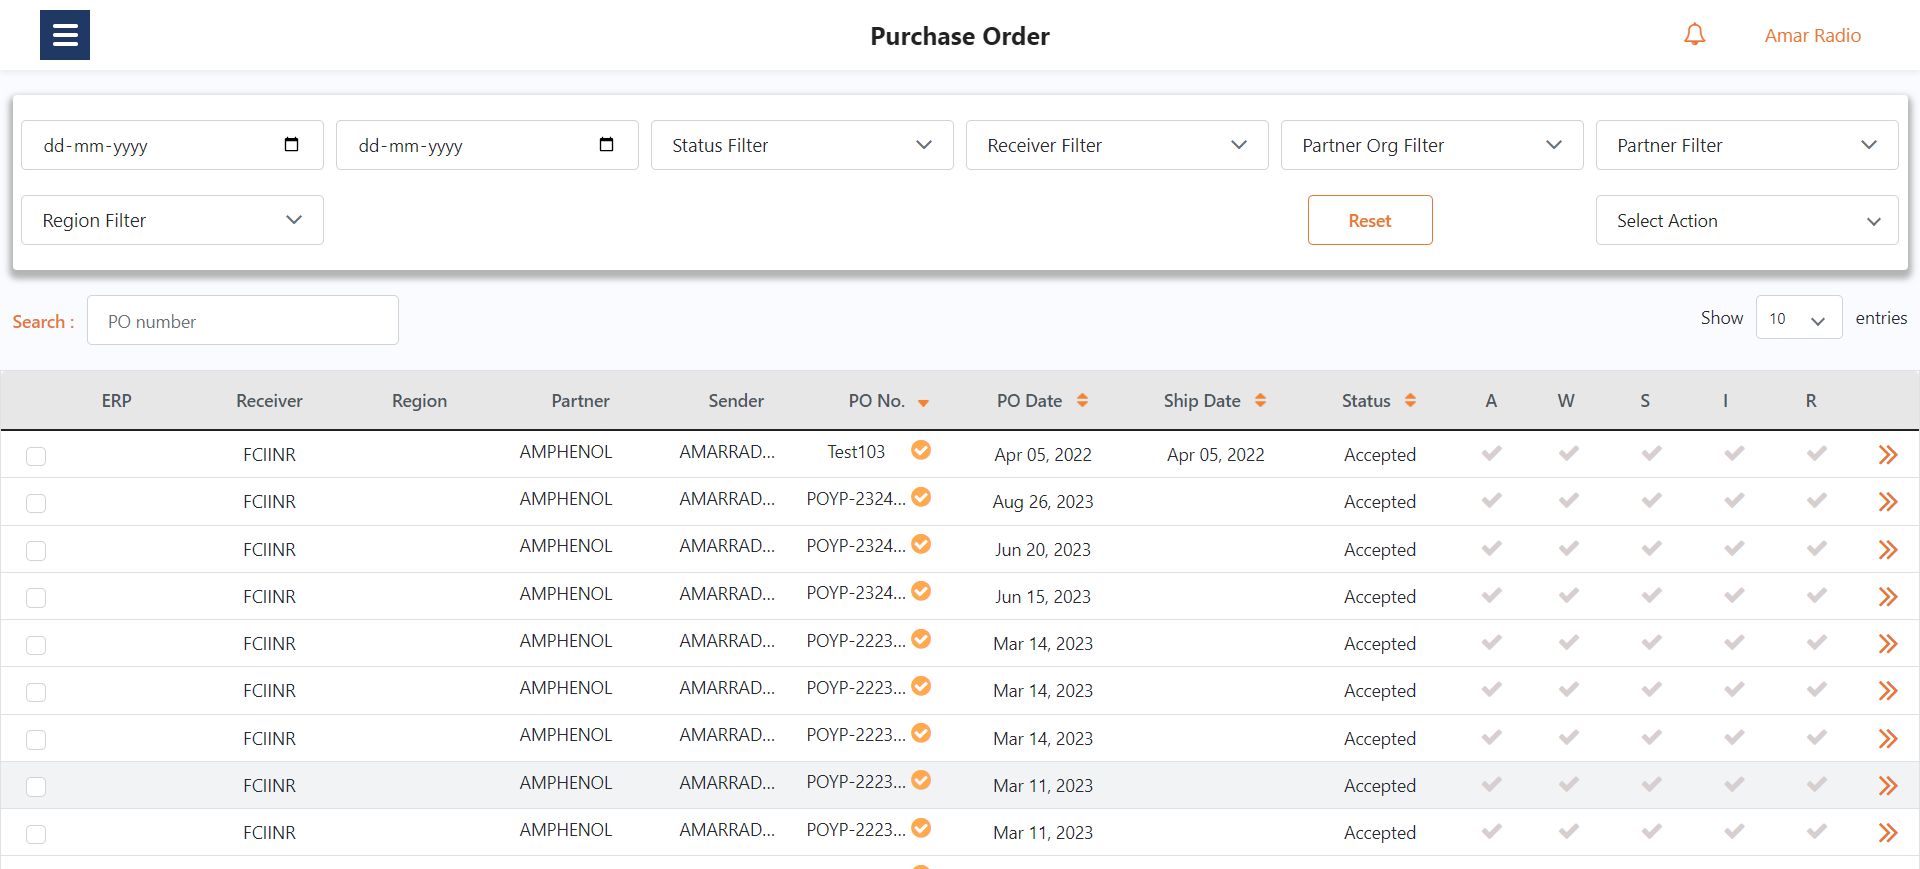 Purchase Order
Amar Radio
dd-mm-yyyy dd-mm-yyyy Status Filter Receiver Filter Partner Org Filter Partner Filter
Region Filter Reset Select Action
Search : PO number Show 10 entries
ERP Receiver Region Partner Sender PO No. PO Date Ship Date Status A W S I R
FCIINR AMPHENOL AMARRAD... Test103 Apr 05, 2022 Apr 05, 2022 Accepted
FCIINR AMPHENOL AMARRAD... POYP-2324... Aug 26, 2023 Accepted
FCIINR AMPHENOL AMARRAD... POYP-2324... Jun 20, 2023 Accepted
FCIINR AMPHENOL AMARRAD... POYP-2324... Jun 15, 2023 Accepted
FCIINR AMPHENOL AMARRAD... POYP-2223... Mar 14, 2023 Accepted
FCIINR AMPHENOL AMARRAD... POYP-2223... Mar 14, 2023 Accepted
FCIINR AMPHENOL AMARRAD... POYP-2223... Mar 14, 2023 Accepted
FCIINR AMPHENOL AMARRAD... POYP-2223... Mar 11, 2023 Accepted
FCIINR AMPHENOL AMARRAD... POYP-2223... Mar 11, 2023 Accepted